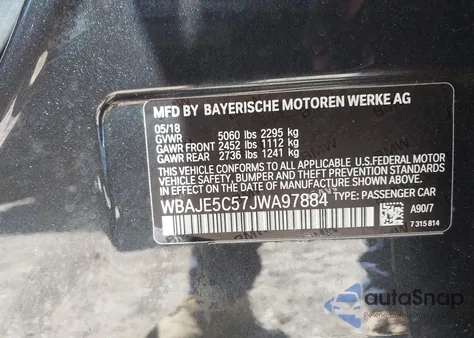 MFD BY BAYERISCHE MOTOREN WERKE AG
05/18
GVWR 5060 lbs 2295 kg
GAWR FRONT 2452 lbs 1112 kg
GAWR REAR 2736 lbs 1241 kg
THIS VEHICLE CONFORMS TO ALL APPLICABLE U.S.FEDERAL MOTOR
VEHICLE SAFETY, BUMPER, AND THEFT PREVENTION STANDARDS
IN EFFECT ON THE DATE OF MANUFACTURE SHOWN ABOVE.
WBAJE5C57JWA97884 TYPE: PASSENGER CAR
A90/7
7 315 814
autoSnap
Powered by